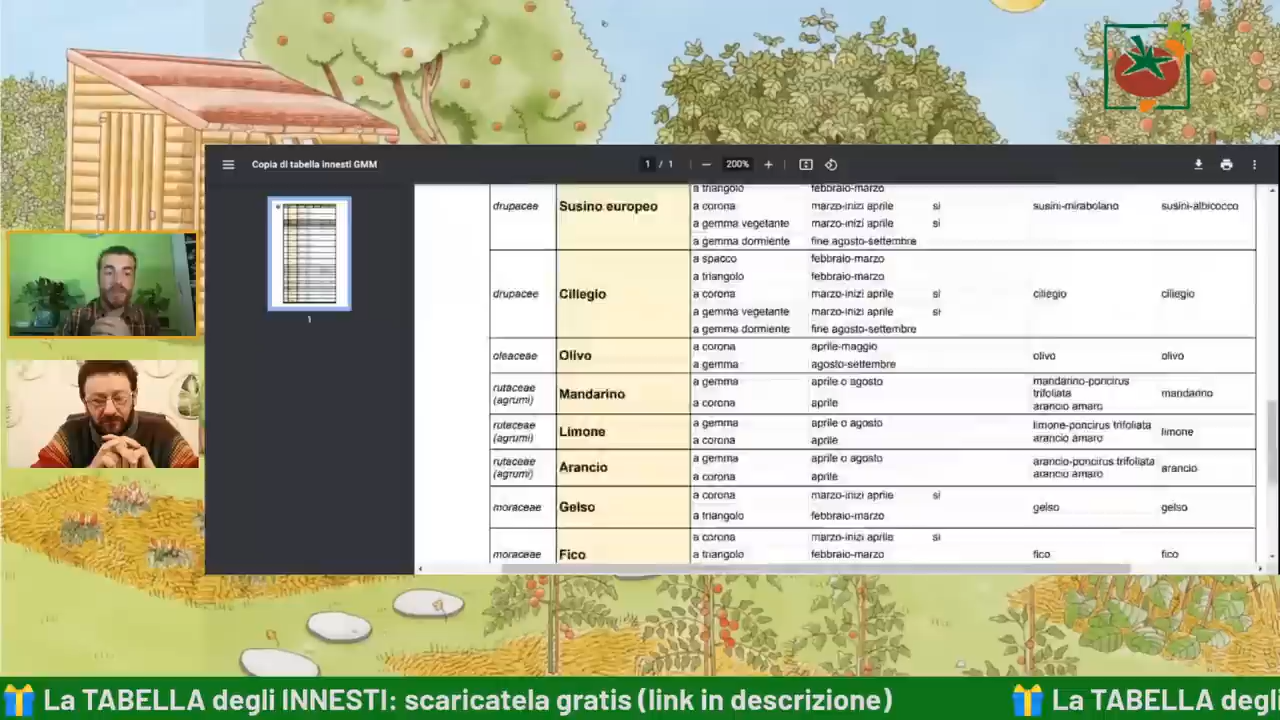 Copia di tabella innesti GMM
1 / 1
200%
1
a triangolo febbraio-marzo
drupacee Susino europeo a corona marzo-inizi aprile si susini-mirabolano susini-albicocco
a gemma vegetante marzo-inizi aprile si
a gemma dormiente fine agosto-settembre
a spacco febbraio-marzo
a triangolo febbraio-marzo
drupacee Ciliegio a corona marzo-inizi aprile si ciliegio ciliegio
a gemma vegetante marzo-inizi aprile si
a gemma dormiente fine agosto-settembre
a corona aprile-maggio
oleaceae Olivo olivo olivo
a gemma agosto-settembre
rutaceae (agrumi) Mandarino a gemma aprile o agosto mandarino-poncirus trifoliata arancio amaro mandarino
a corona aprile
rutaceae (agrumi) Limone a gemma aprile o agosto limone-poncirus trifoliata arancio amaro limone
a corona aprile
rutaceae (agrumi) Arancio a gemma aprile o agosto arancio-poncirus trifoliata arancio amaro arancio
a corona aprile
moraceae Gelso a corona marzo-inizi aprile si gelso gelso
a triangolo febbraio-marzo
a corona marzo-inizi aprile si
moraceae Fico a triangolo febbraio-marzo fico fico
La TABELLA degli INNESTI: scaricatela gratis (link in descrizione)
La TABELLA degli